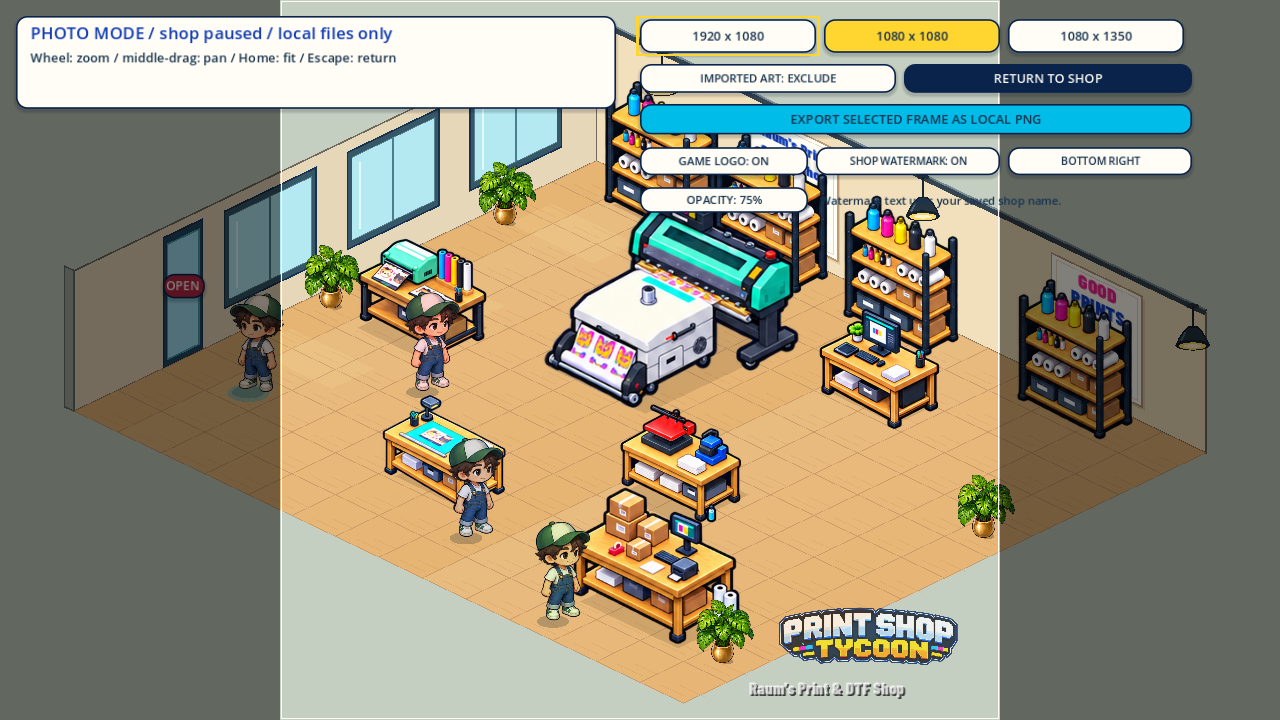 PHOTO MODE / shop paused / local files only
Wheel: zoom / middle-drag: pan / Home: fit / Escape: return
1920 x 1080
1080 x 1080
1080 x 1350
IMPORTED ART: EXCLUDE
RETURN TO SHOP
EXPORT SELECTED FRAME AS LOCAL PNG
GAME LOGO: ON
SHOP WATERMARK: ON
BOTTOM RIGHT
OPACITY: 75%
text
your saved shop name.
OPEN
GOOD
PRINTS
PRINT SHOP
TYCOON
Raum's Print & DTF Shop